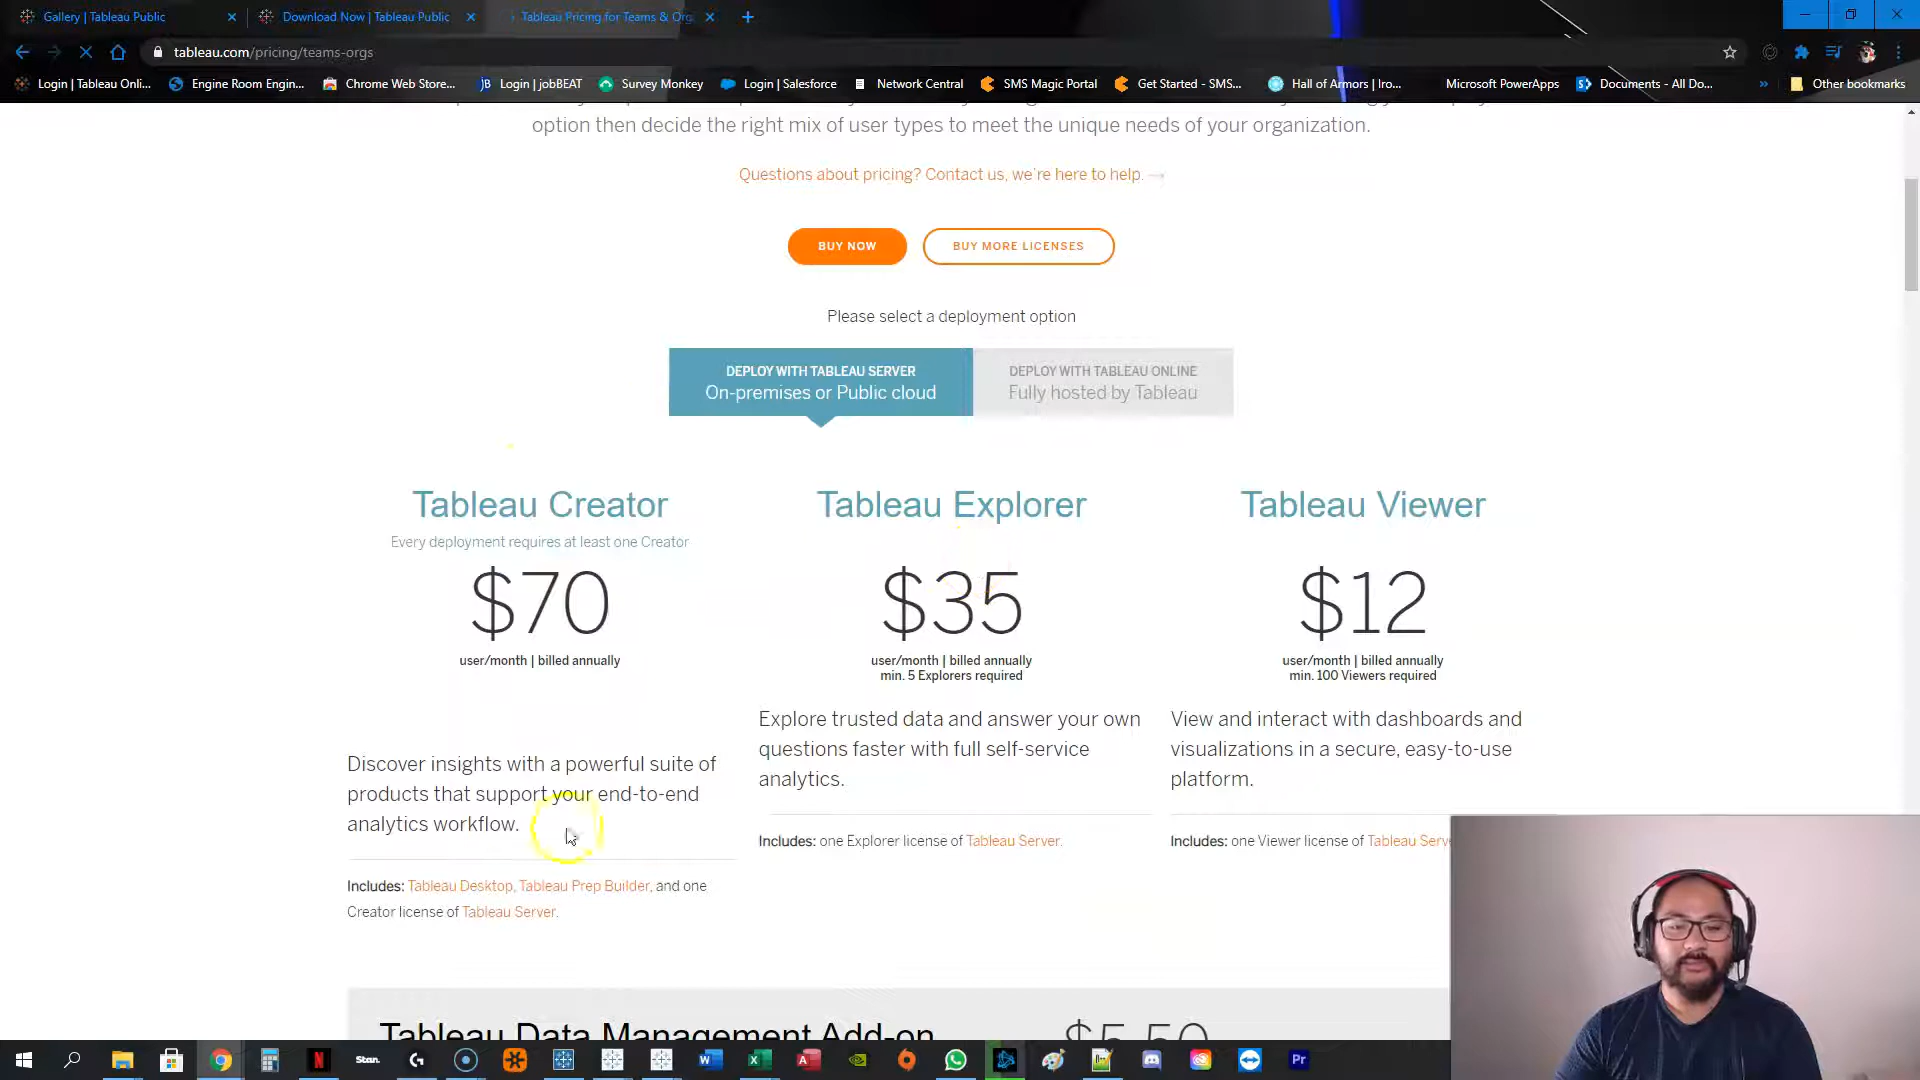 Gallery | Tableau Public
Download Now | Tableau Public
Tableau Pricing for Teams & Org
tableau.com/pricing/teams-orgs
Login | Tableau Onli...
Engine Room Engin...
Chrome Web Store...
Login | jobBEAT
Survey Monkey
Login | Salesforce
Network Central
SMS Magic Portal
Get Started - SMS...
Hall of Armors | Iro...
Microsoft PowerApps
Documents - All Do...
»
Other bookmarks
option then decide the right mix of user types to meet the unique needs of your organization.
Questions about pricing? Contact us, we're here to help. →
BUY NOW
BUY MORE LICENSES
Please select a deployment option
DEPLOY WITH TABLEAU SERVER
On-premises or Public cloud
DEPLOY WITH TABLEAU ONLINE
Fully hosted by Tableau
Tableau Creator
Every deployment requires at least one Creator
$70
user/month | billed annually
Discover insights with a powerful suite of
products that support your end-to-end
analytics workflow.
Includes: Tableau Desktop, Tableau Prep Builder, and one
Creator license of Tableau Server.
Tableau Explorer
$35
user/month | billed annually
min. 5 Explorers required
Explore trusted data and answer your own
questions faster with full self-service
analytics.
Includes: one Explorer license of Tableau Server.
Tableau Viewer
$12
user/month | billed annually
min. 100 Viewers required
View and interact with dashboards and
visualizations in a secure, easy-to-use
platform.
Includes: one Viewer license of Tableau Serv
Tableau Data Management Add-on
$5.50
Stan.
Pr